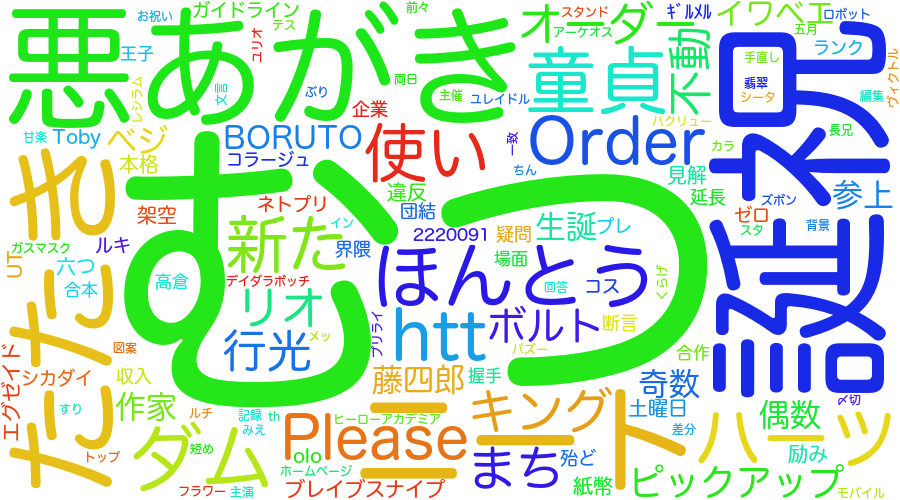 お祝い
前々
ガイドライン
テス
ユリオ
オーダー
スタンド
アーケオス
ギルメル
イワベエ
ロボット
五月
ランク
王子
悪あがき
文言
ぶり
両日
主催
ユレイドル
童貞
不動
祝
手直し
翡翠
シータ
編集
ヴィクトル
レシラム
甘楽
Toby
ベジ
本格
BORUTO
コラージュ
企業
使い
一致
Order
ハクリュー
カラ
長兄
ちん
見解
延長
ズボン
参上
違反
ネトプリ
架空
団結
界隈
イン
2220091
疑問
生誕
プレ
場面
回答
コス
くらげ
ゼロ
スタ
背景
誕
ガスマスク
ルキ
UT
六つ
合本
高倉
新た
むつ
デイダラボッチ
リオ
メッ
ほんとう
断言
行光
プリライ
htt
ボルト
バズー
合作
図案
シカダイ
エグゼイド
たたき
すり
収入
作家
ルチ
記録
th
みえ
藤四郎
握手
ヒーローアカデミア
キング
奇数
土曜日
差分
偶数
〆切
ハーツ
励み
トップ
ダム
短め
Please
olo
ホームページ
フラワー
主演
ブレイブスナイプ
まち
殆ど
紙幣
ート
ピックアップ
モバイル